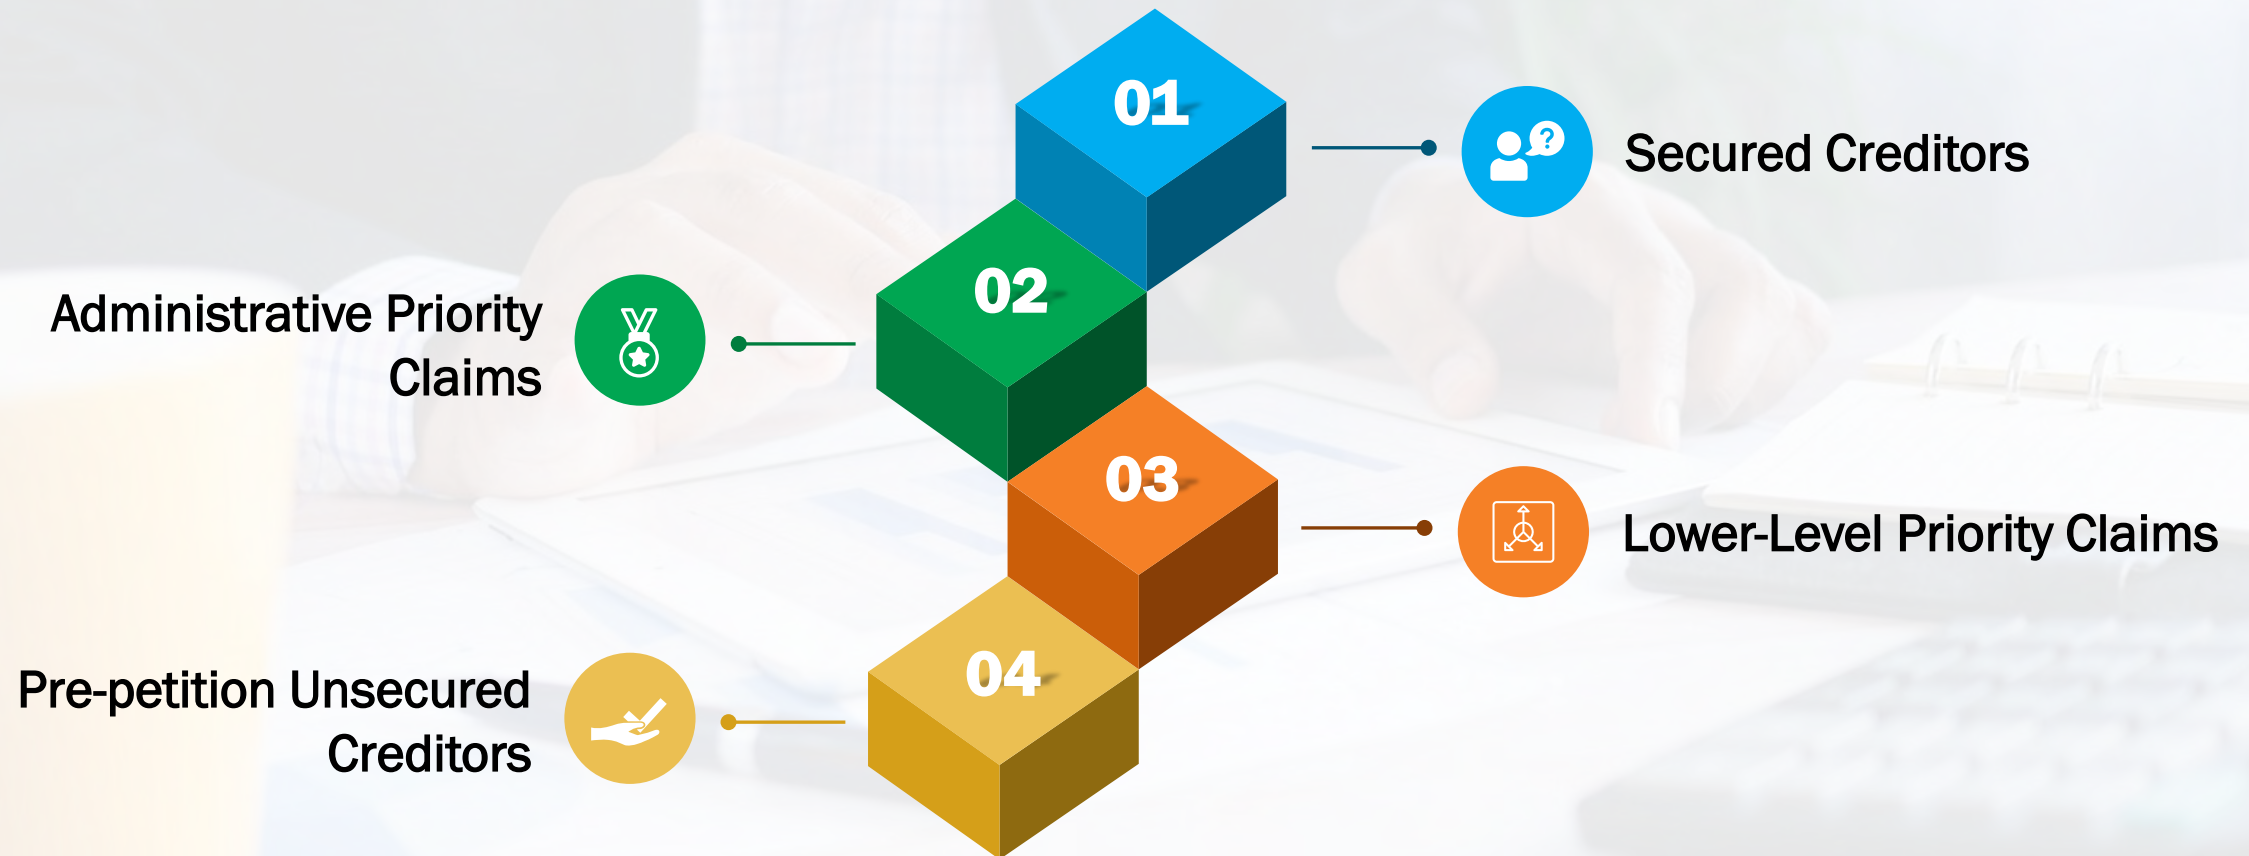 01
Secured Creditors
02
Administrative Priority
Claims
03
Lower-Level Priority Claims
04
Pre-petition Unsecured
Creditors
?